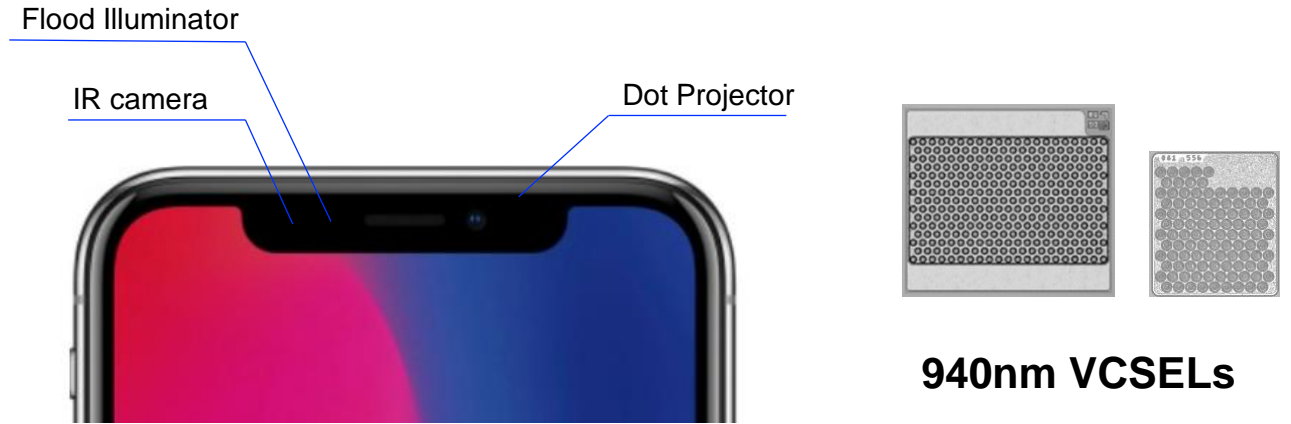 Flood Illuminator
IR camera
Dot Projector
940nm VCSELs